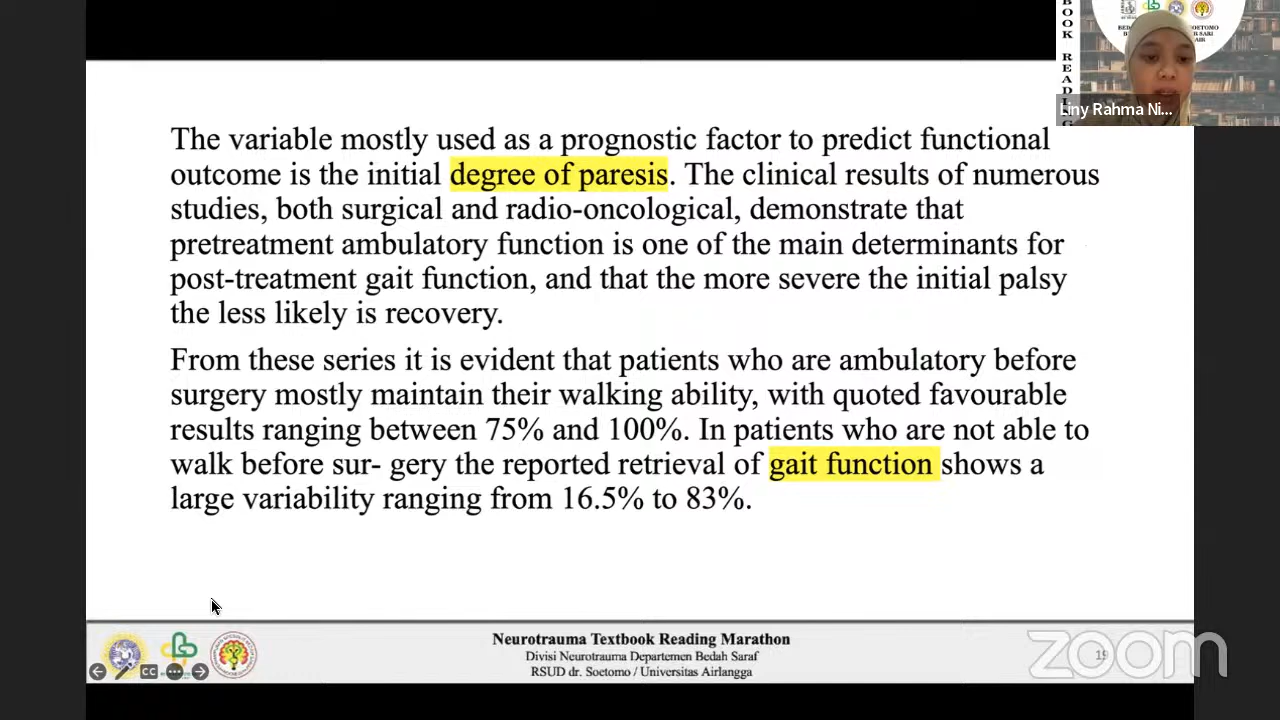 The variable mostly used as a prognostic factor to predict functional
outcome is the initial degree of paresis. The clinical results of numerous
studies, both surgical and radio-oncological, demonstrate that
pretreatment ambulatory function is one of the main determinants for
post-treatment gait function, and that the more severe the initial palsy
the less likely is recovery.
From these series it is evident that patients who are ambulatory before
surgery mostly maintain their walking ability, with quoted favourable
results ranging between 75% and 100%. In patients who are not able to
walk before sur- gery the reported retrieval of gait function shows a
large variability ranging from 16.5% to 83%.
Neurotrauma Textbook Reading Marathon
Divisi Neurotrauma Departemen Bedah Saraf
RSUD dr. Soetomo / Universitas Airlangga
CC
zoom
Liny Rahma Ni...